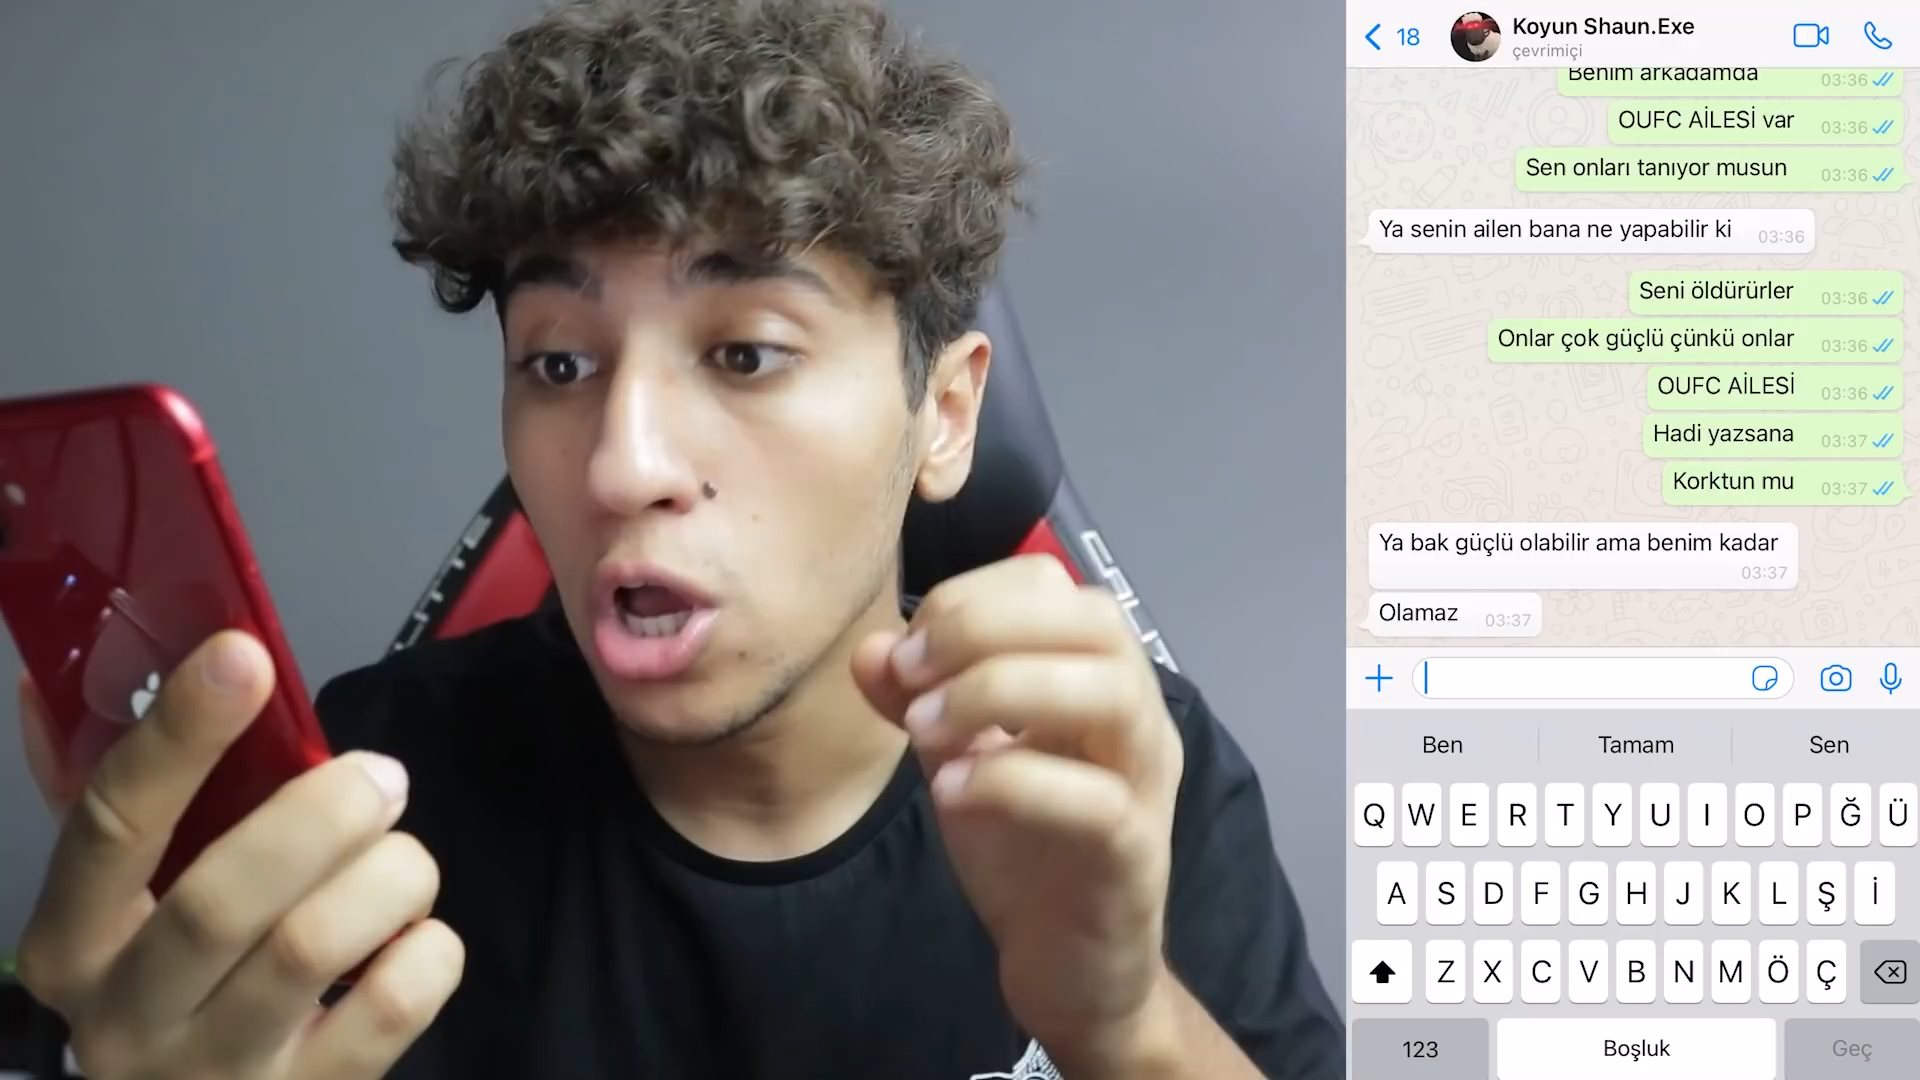 18
Koyun Shaun.Exe
çevrimiçi
Benim arkadamda 03:36
OUFC AİLESİ var 03:36
Sen onları tanıyor musun 03:36
Ya senin ailen bana ne yapabilir ki 03:36
Seni öldürürler 03:36
Onlar çok güçlü çünkü onlar 03:36
OUFC AİLESİ 03:36
Hadi yazsana 03:37
Korktun mu 03:37
Ya bak güçlü olabilir ama benim kadar
03:37
Olamaz 03:37
Ben Tamam Sen
Q W E R T Y U I O P Ğ Ü
A S D F G H J K L Ş İ
Z X C V B N M Ö Ç
123 Boşluk Geç